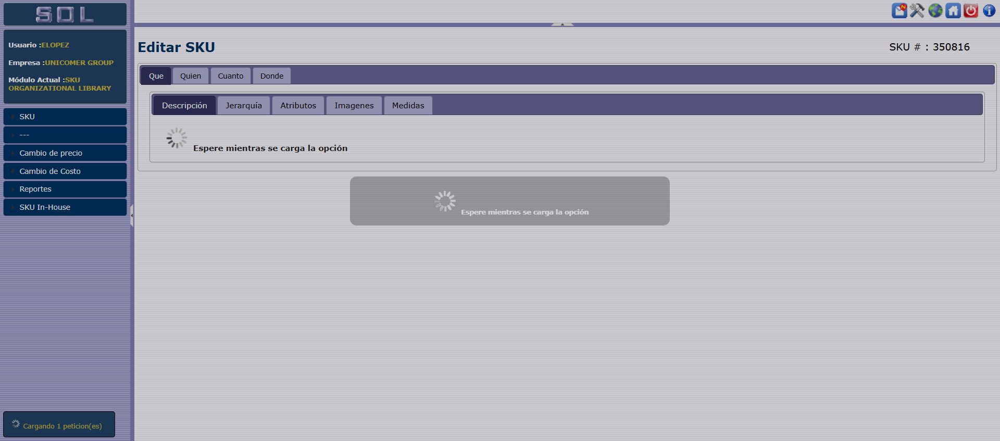 SOL
Usuario :ELOPEZ
Empresa :UNICOMER GROUP
Módulo Actual :SKU
ORGANIZATIONAL LIBRARY
SKU
---
Cambio de precio
Cambio de Costo
Reportes
SKU In-House
Cargando 1 peticion(es)
Editar SKU
SKU # : 350816
Que
Quien
Cuanto
Donde
Descripción
Jerarquía
Atributos
Imagenes
Medidas
Espere mientras se carga la opción
Espere mientras se carga la opción